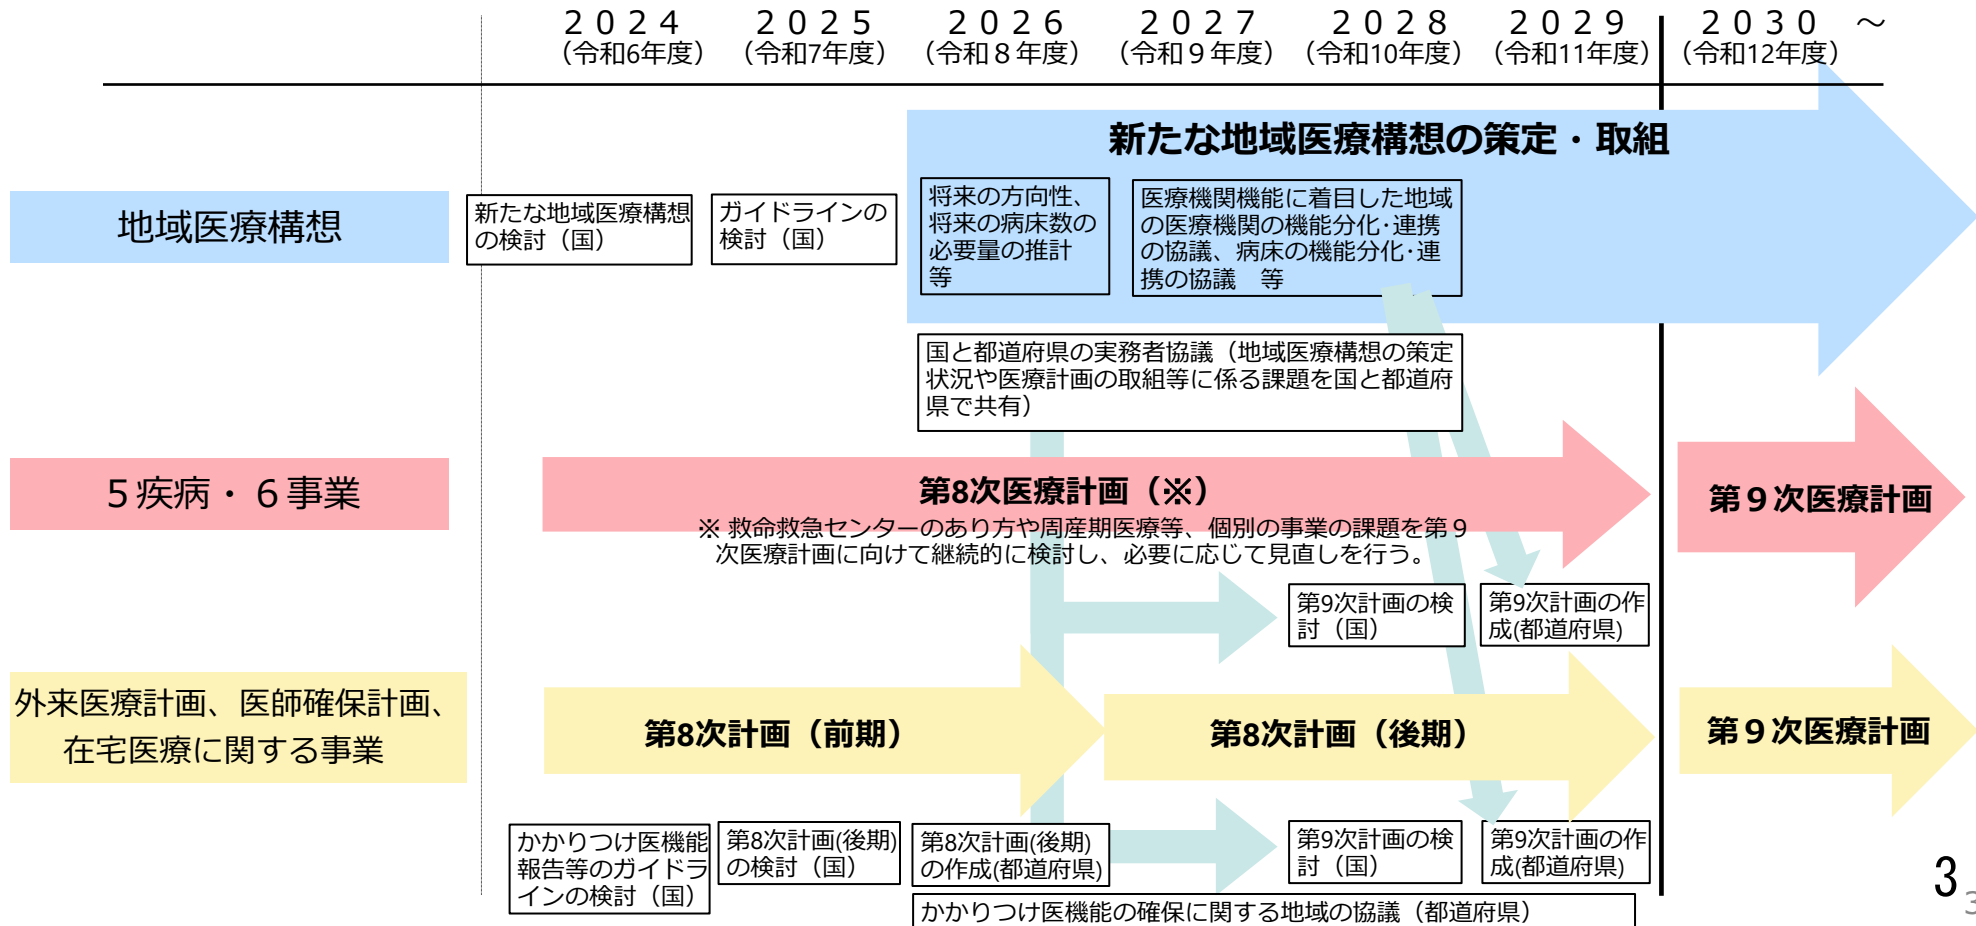 ２０２４
（令和6年度）
２０２５
（令和7年度）
２０２６
（令和８年度）
２０２７
（令和９年度）
２０２８
（令和10年度）
２０２９
（令和11年度）
２０３０　～
（令和12年度）
地域医療構想
新たな地域医療構想の策定・取組
新たな地域医療構想
の検討（国）
ガイドラインの
検討（国）
将来の方向性、
将来の病床数の
必要量の推計
等
医療機関機能に着目した地域
の医療機関の機能分化･連携
の協議、病床の機能分化･連
携の協議　等
国と都道府県の実務者協議（地域医療構想の策定
状況や医療計画の取組等に係る課題を国と都道府
県で共有）
５疾病・６事業
第8次医療計画（※）
※ 救命救急センターのあり方や周産期医療等、個別の事業の課題を第９
次医療計画に向けて継続的に検討し、必要に応じて見直しを行う。
第９次医療計画
第9次計画の検
討（国）
第9次計画の作
成(都道府県)
外来医療計画、医師確保計画、
在宅医療に関する事業
第8次計画（前期）
第8次計画（後期）
第９次医療計画
かかりつけ医機能
報告等のガイドラ
インの検討（国）
第8次計画(後期)
の検討（国）
第8次計画(後期)
の作成(都道府県)
第9次計画の検
討（国）
第9次計画の作
成(都道府県)
かかりつけ医機能の確保に関する地域の協議（都道府県）
3
3